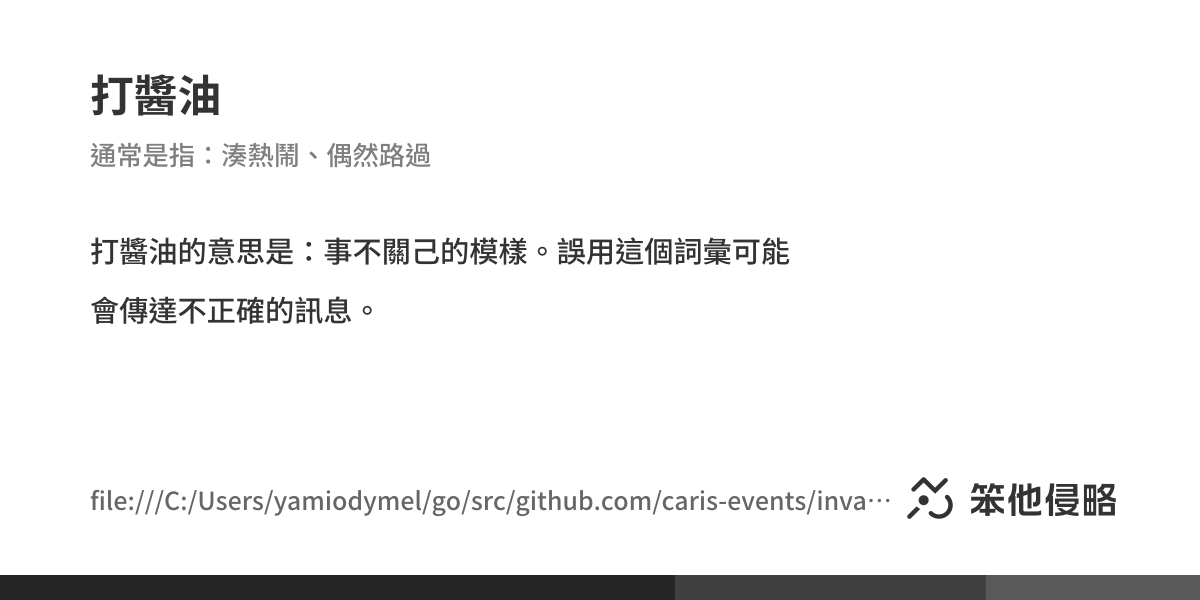 打醬油
通常是指：湊熱鬧、偶然路過
打醬油的意思是：事不關己的模樣。誤用這個詞彙可能
會傳達不正確的訊息。
file:///C:/Users/yamiodymel/go/src/github.com/caris-events/inva…
笨他侵略